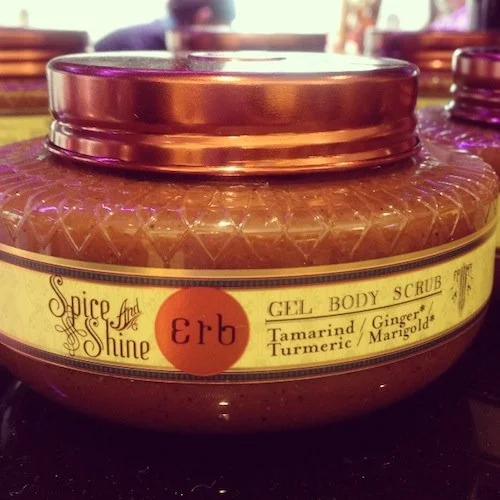 Spice And
Shine
Erb
GEL BODY SCRUB
Tamarind / Ginger*
Turmeric / Marigold*